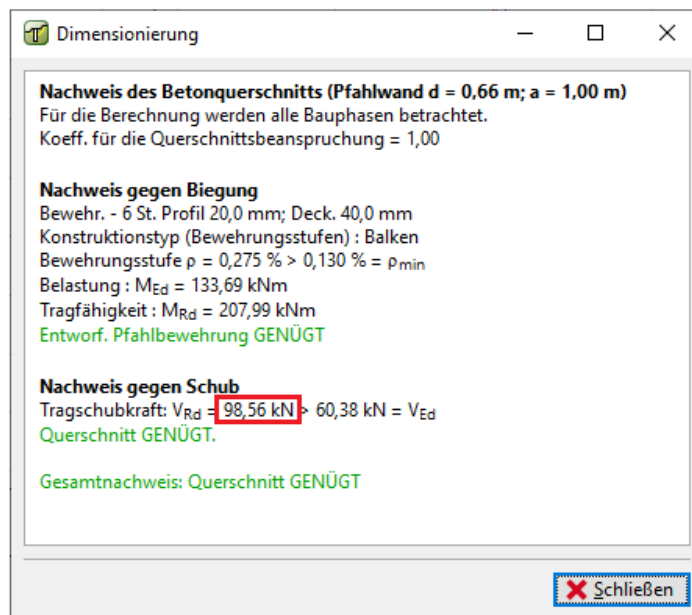 Dimensionierung
Nachweis des Betonquerschnitts (Pfahlwand d = 0,66 m; a = 1,00 m)
Für die Berechnung werden alle Bauphasen betrachtet.
Koeff. für die Querschnittsbeanspruchung = 1,00
Nachweis gegen Biegung
Bewehr. - 6 St. Profil 20,0 mm; Deck. 40,0 mm
Konstruktionstyp (Bewehrungsstufen) : Balken
Bewehrungsstufe ρ = 0,275 % > 0,130 % = ρmin
Belastung : MEd = 133,69 kNm
Tragfähigkeit : MRd = 207,99 kNm
Entworf. Pfahlbewehrung GENÜGT
Nachweis gegen Schub
Tragschubkraft: VRd = 98,56 kN > 60,38 kN = VEd
Querschnitt GENÜGT.
Gesamtnachweis: Querschnitt GENÜGT
Schließen